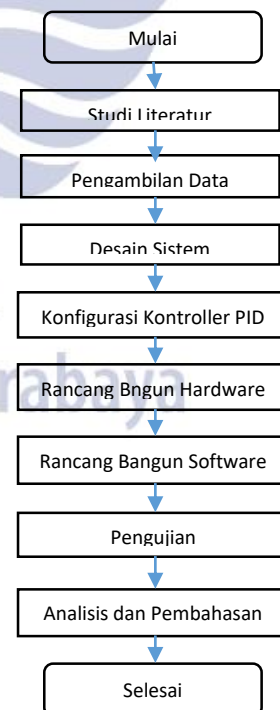 Mulai
Studi Literatur
Pengambilan Data
Desain Sistem
Konfigurasi Kontroller PID
rabaya
Rancang Bngun Hardware
Rancang Bangun Software
Pengujian
Analisis dan Pembahasan
Selesai